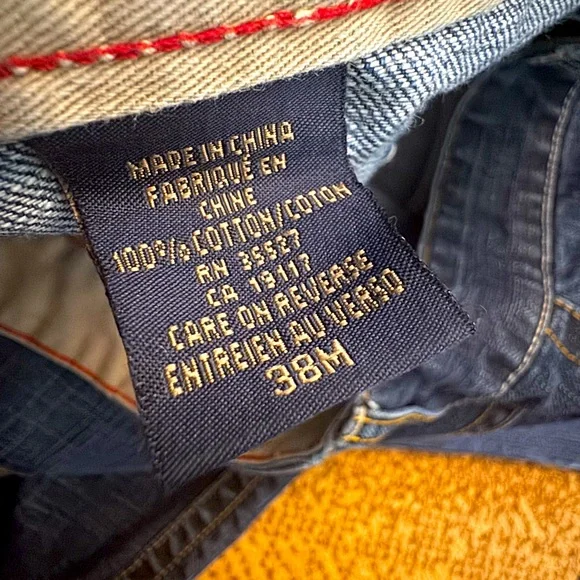 MADE IN CHINA
FABRIQUÉ EN
CHINE
100% COTTON/COTON
RN 35527
CA 19117
CARE ON REVERSE
ENTREIEN AU VERSO
38M